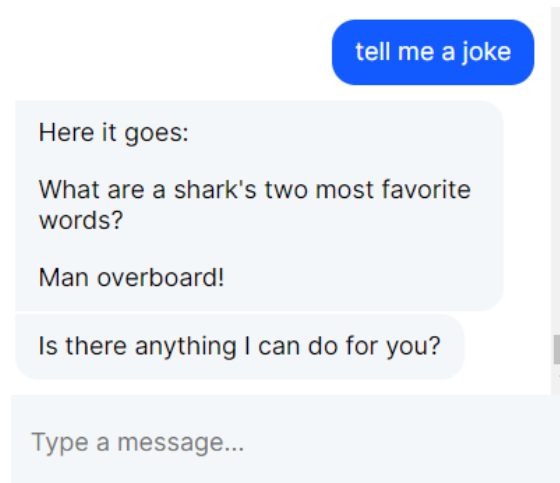 tell me a joke
Here it goes:
What are a shark's two most favorite
words?
Man overboard!
Is there anything I can do for you?
Type a message...